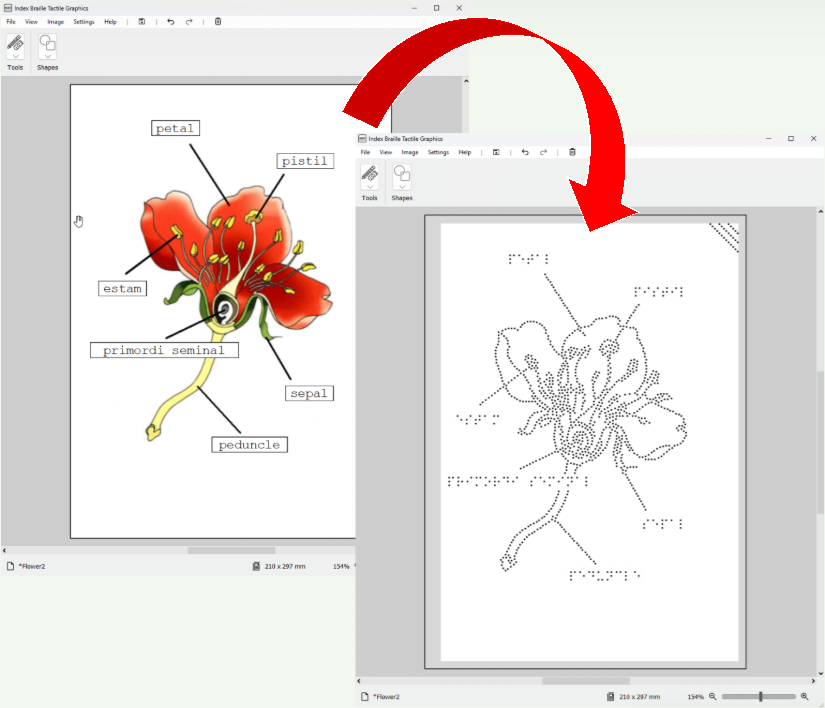 Index Braille Tactile Graphics
File View Image Settings Help
Tools Shapes
petal
pistil
estam
primordi seminal
sepal
peduncle
*Flower2 210 x 297 mm 154%
Index Braille Tactile Graphics
File View Image Settings Help
Tools Shapes
*Flower2 210 x 297 mm 154%